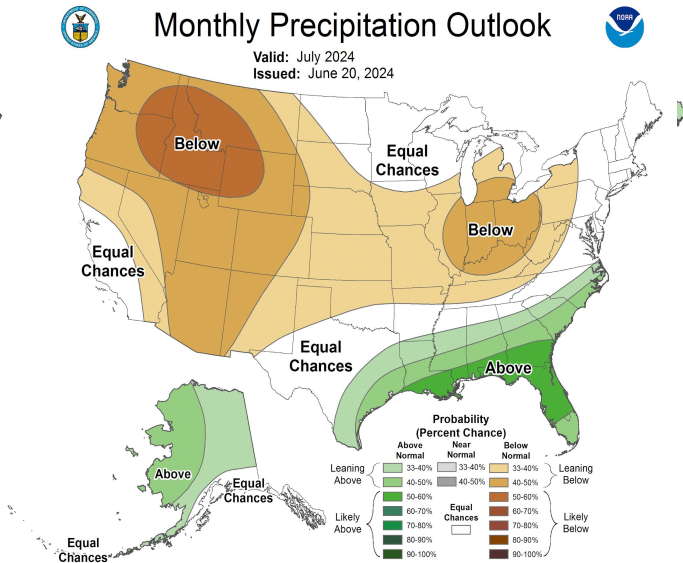 Monthly Precipitation Outlook
NOAA
Valid: July 2024
Issued: June 20, 2024
Below
Equal
Chances
Equal
Chances
Below
Equal
Chances
Above
Above
Equal
Chances
Equal
Chances
Probability
(Percent Chance)
Above
Normal
Near
Normal
Below
Normal
Leaning
Above
33-40%
40-50%
Likely
Above
50-60%
60-70%
70-80%
80-90%
90-100%
33-40%
40-50%
Equal
Chances
33-40%
40-50%
Leaning
Below
50-60%
60-70%
70-80%
80-90%
90-100%
Likely
Below